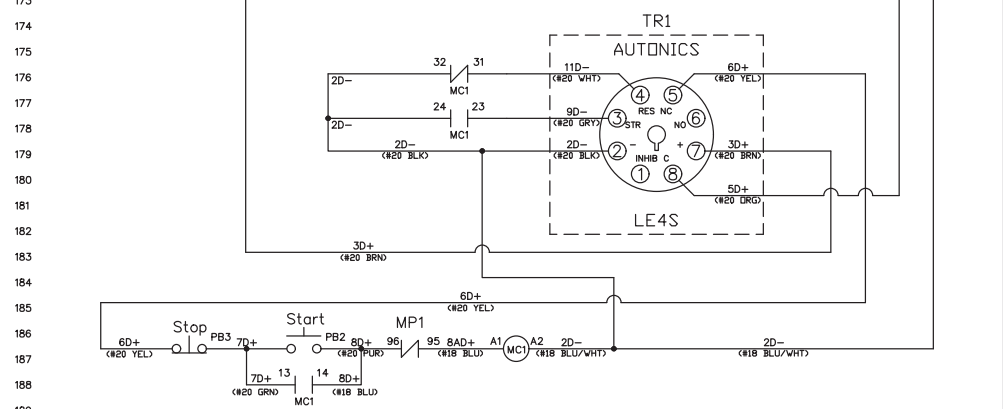 173
174
TR1
175
AUTONICS
32 31 11D- 6D+
176
2D- MC1 (#20 WHT) 4 5 (#20 YEL)
RES NC
177
24 23 9D- 3 6
178
2D- MC1 (#20 GRY) STR NO
2D- 2D- 2 - + 7 3D+
179
(#20 BLK) (#20 BLK) (#20 BRN)
INHIB C
180
1 8
5D+
181
(#20 ORG)
LE4S
182
3D+
183
(#20 BRN)
184
6D+
185
(#20 YEL)
Stop Start MP1
186
6D+ PB3 7D+ PB2 8D+ 96 95 8AD+ A1 MC1 A2 2D- 2D-
187
(#20 YEL) (#20 PUR) (#18 BLU) (#18 BLU/WHT) (#18 BLU/WHT)
7D+ 13 14 8D+
188
(#20 GRN) MC1 (#18 BLU)